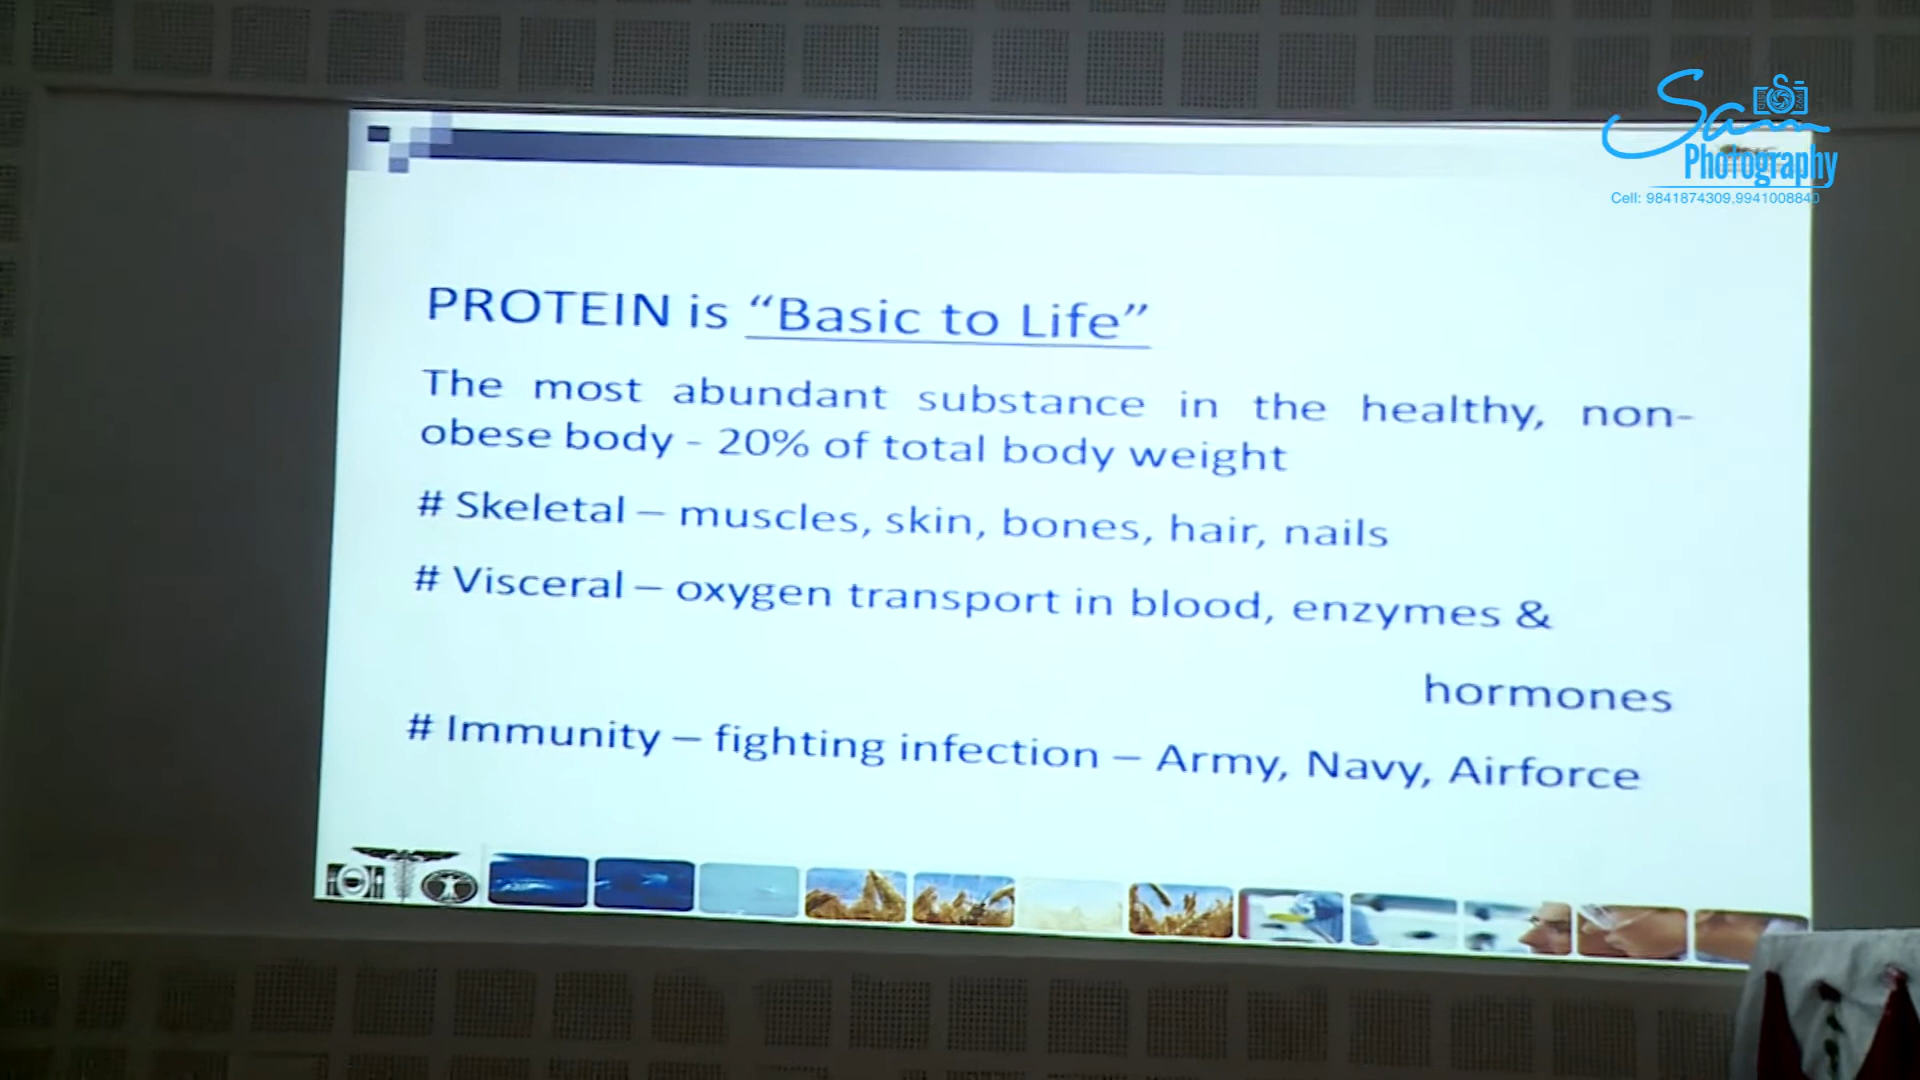 Sam
Photography
Cell: 9841874309,9941008840
PROTEIN is “Basic to Life”
The most abundant substance in the healthy, non-
obese body - 20% of total body weight
# Skeletal – muscles, skin, bones, hair, nails
# Visceral – oxygen transport in blood, enzymes &
hormones
# Immunity – fighting infection – Army, Navy, Airforce